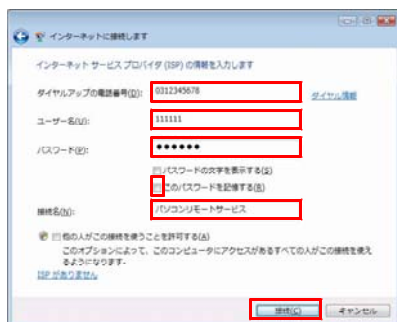 インターネットに接続します
インターネット サービス プロバイダ (ISP) の情報を入力します
ダイヤルアップの電話番号(D): 0312345678 ダイヤル情報
ユーザー名(U): 111111
パスワード(P): ●●●●●●
パスワードの文字を表示する(S)
このパスワードを記憶する(R)
接続名(N): パソコンリモートサービス
他の人がこの接続を使うことを許可する(A)
このオプションによって、このコンピュータにアクセスがあるすべての人がこの接続を使え
るようになります。
ISP がありません
接続(C) キャンセル